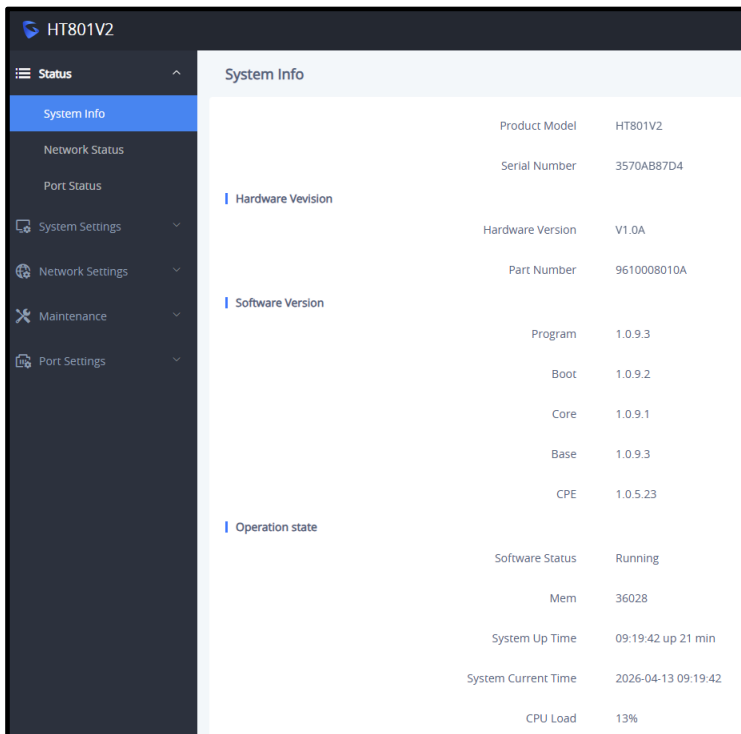 HT801V2
Status
System Info
Network Status
Port Status
System Settings
Network Settings
Maintenance
Port Settings
System Info
Product Model HT801V2
Serial Number 3570AB87D4
Hardware Vevision
Hardware Version V1.0A
Part Number 9610008010A
Software Version
Program 1.0.9.3
Boot 1.0.9.2
Core 1.0.9.1
Base 1.0.9.3
CPE 1.0.5.23
Operation state
Software Status Running
Mem 36028
System Up Time 09:19:42 up 21 min
System Current Time 2026-04-13 09:19:42
CPU Load 13%